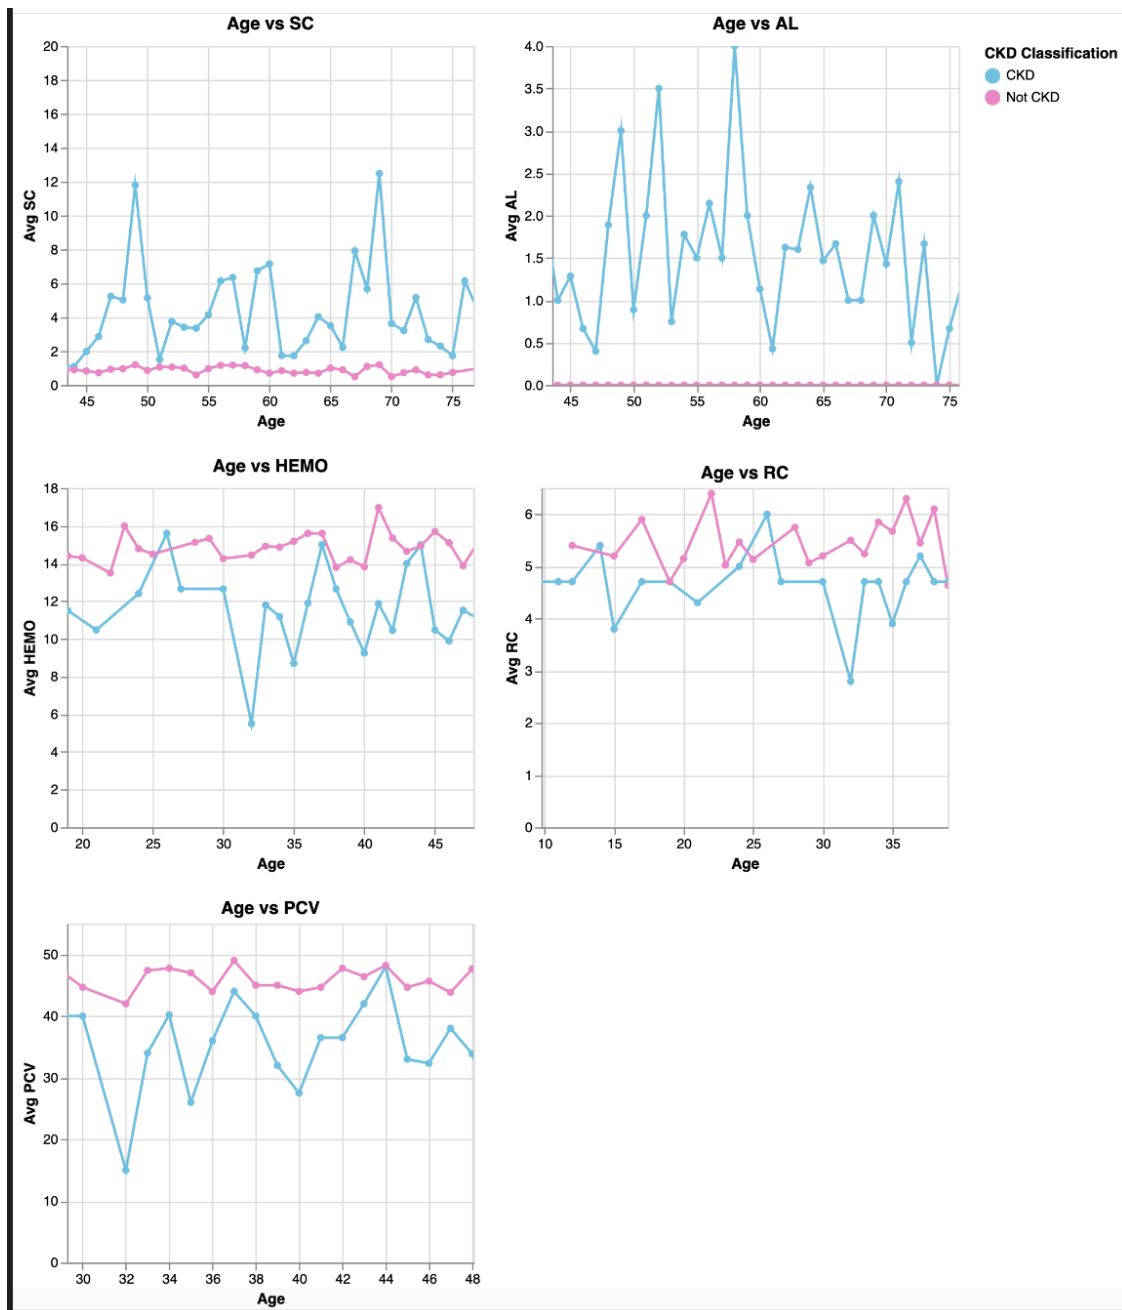 Age vs SC
20
18
16
14
12
10
8
6
4
2
0
Avg SC
45 50 55 60 65 70 75
Age
Age vs AL
4.0
3.5
3.0
2.5
2.0
1.5
1.0
0.5
0.0
Avg AL
45 50 55 60 65 70 75
Age
CKD Classification
CKD
Not CKD
Age vs HEMO
18
16
14
12
10
8
6
4
2
0
Avg HEMO
20 25 30 35 40 45
Age
Age vs RC
6
5
4
3
2
1
0
Avg RC
10 15 20 25 30 35
Age
Age vs PCV
50
40
30
20
10
0
Avg PCV
30 32 34 36 38 40 42 44 46 48
Age